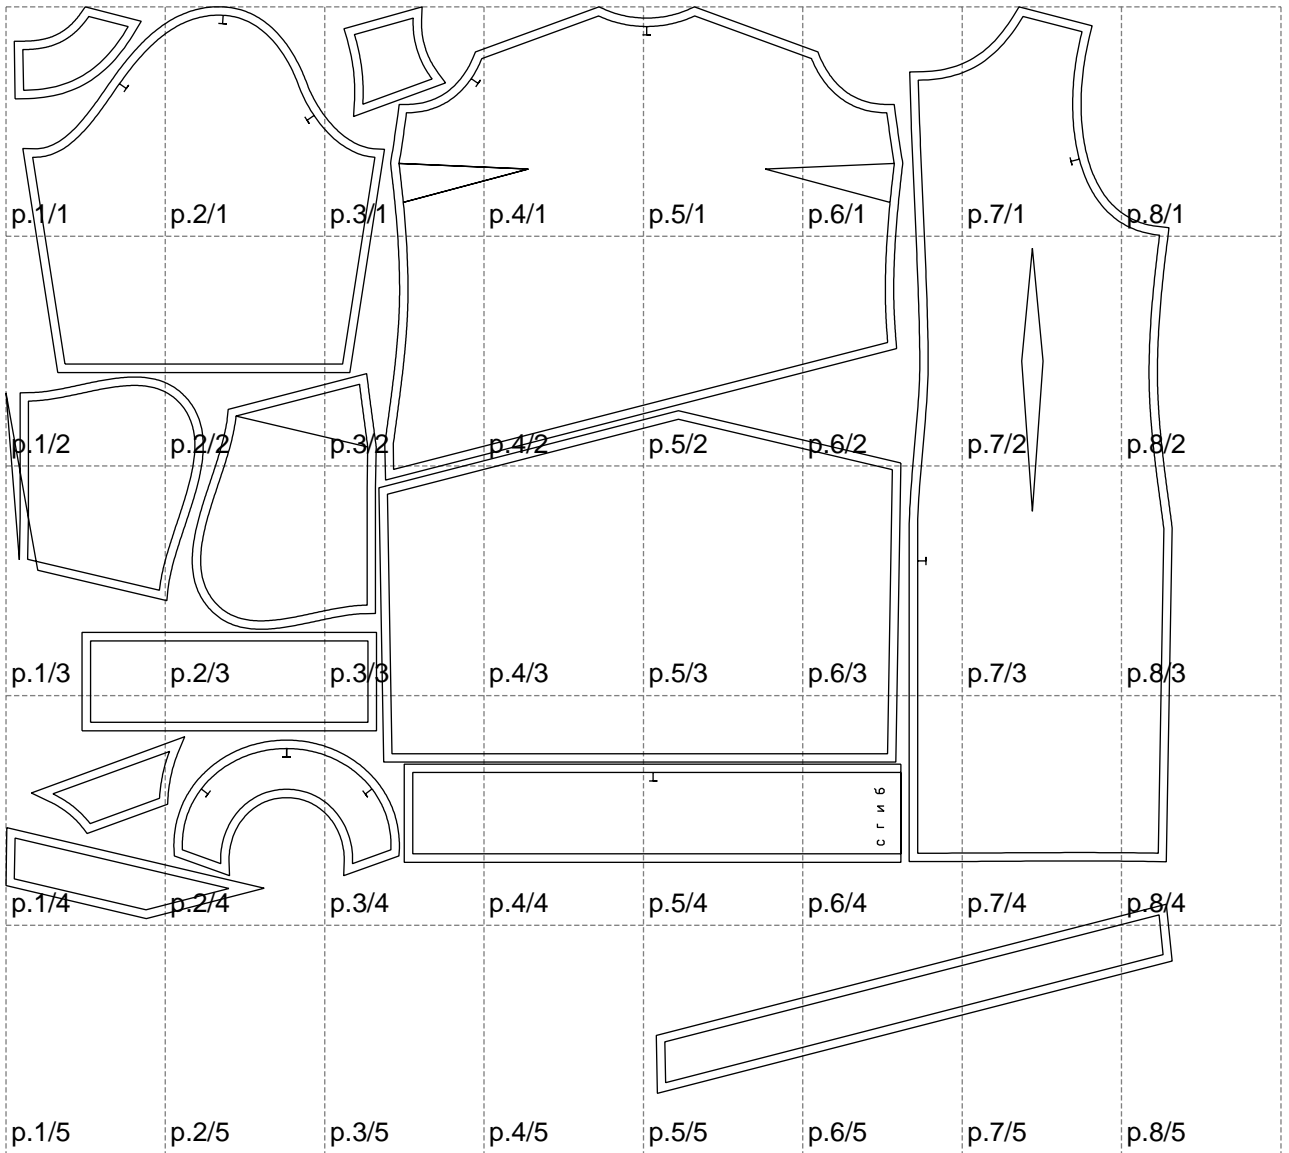 p.1/1 p.2/1 p.3/1 p.4/1 p.5/1 p.6/1 p.7/1 p.8/1
p.1/2 p.2/2 p.3/2 p.4/2 p.5/2 p.6/2 p.7/2 p.8/2
p.1/3 p.2/3 p.3/3 p.4/3 p.5/3 p.6/3 p.7/3 p.8/3
сгиб
p.1/4 p.2/4 p.3/4 p.4/4 p.5/4 p.6/4 p.7/4 p.8/4
p.1/5 p.2/5 p.3/5 p.4/5 p.5/5 p.6/5 p.7/5 p.8/5